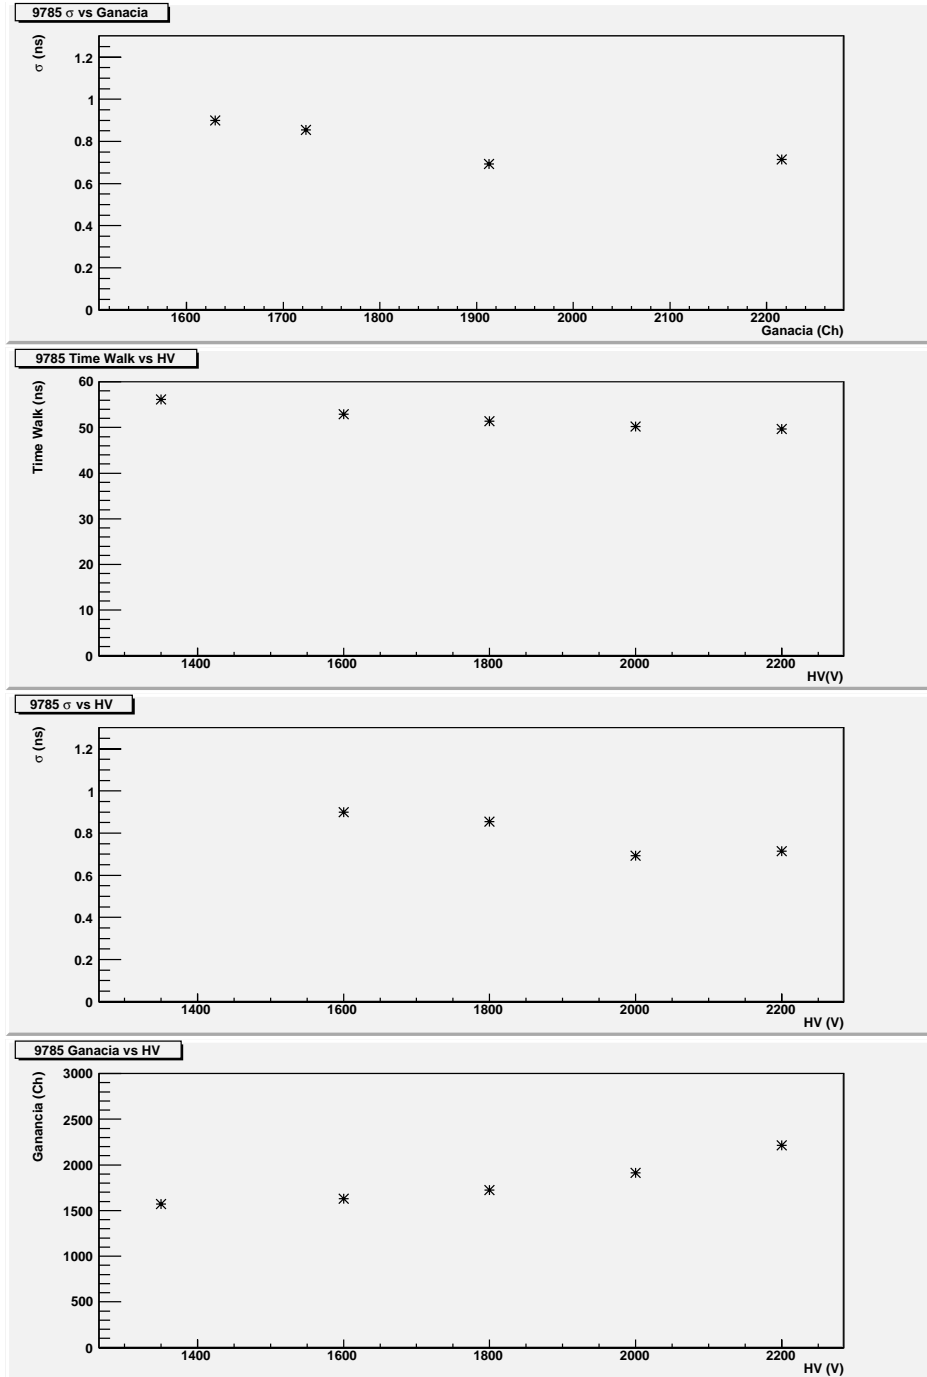 9785 σ vs Ganacia
σ (ns)
1.2
1
0.8
0.6
0.4
0.2
0
1600 1700 1800 1900 2000 2100 2200
Ganacia (Ch)
9785 Time Walk vs HV
Time Walk (ns)
60
50
40
30
20
10
0
1400 1600 1800 2000 2200
HV(V)
9785 σ vs HV
σ (ns)
1.2
1
0.8
0.6
0.4
0.2
0
1400 1600 1800 2000 2200
HV (V)
9785 Ganacia vs HV
Ganancia (Ch)
3000
2500
2000
1500
1000
500
0
1400 1600 1800 2000 2200
HV (V)